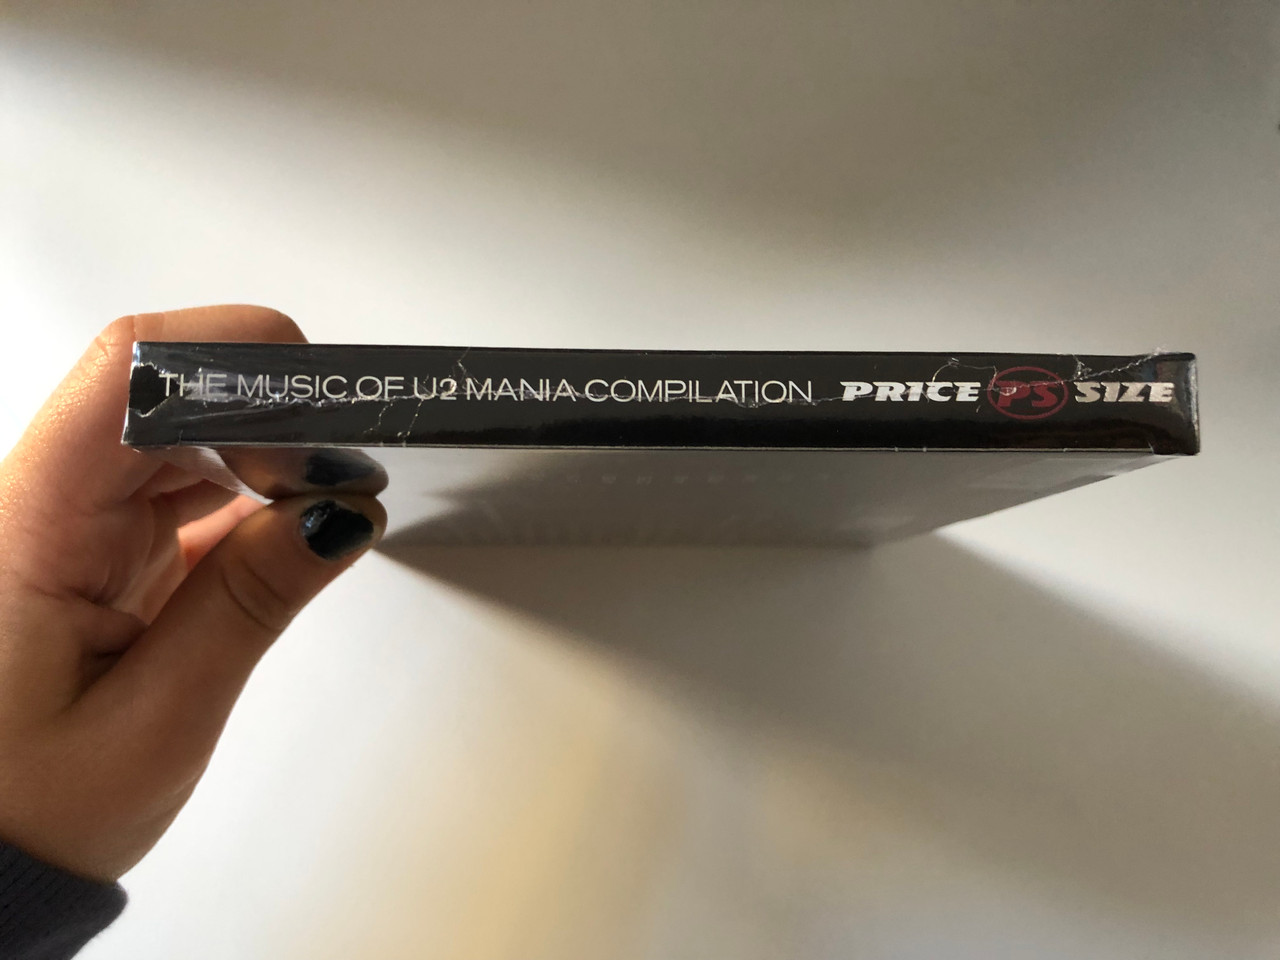 THE MUSIC OF U2 MANIA COMPILATION PRICE PS SIZE